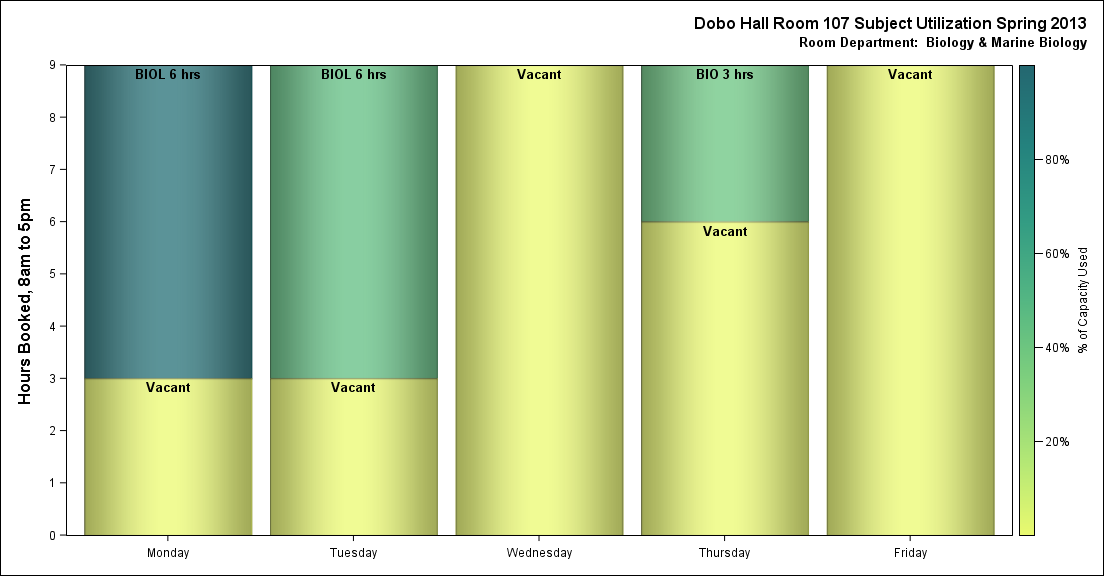 Dobo Hall Room 107 Subject Utilization Spring 2013
Room Department:  Biology & Marine Biology
Hours Booked, 8am to 5pm
9
8
7
6
5
4
3
2
1
0
BIOL 6 hrs
Vacant
BIOL 6 hrs
Vacant
Vacant
BIO 3 hrs
Vacant
Vacant
Monday
Tuesday
Wednesday
Thursday
Friday
80%
60%
40%
20%
% of Capacity Used